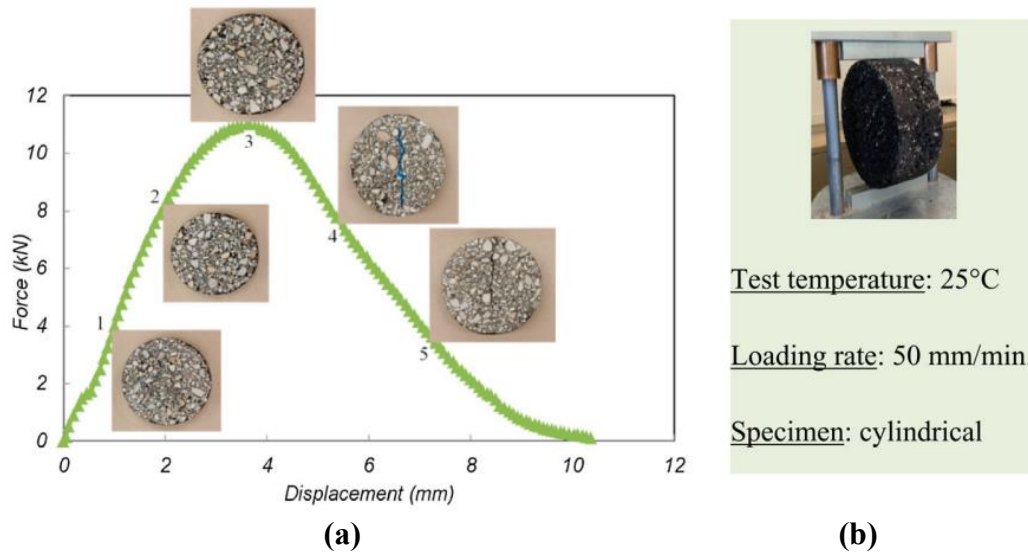 12
10
8
6
4
2
0
Force (kN)
1
2
3
4
5
0 2 4 6 8 10 12
Displacement (mm)
(a)
Test temperature: 25°C
Loading rate: 50 mm/min.
Specimen: cylindrical
(b)